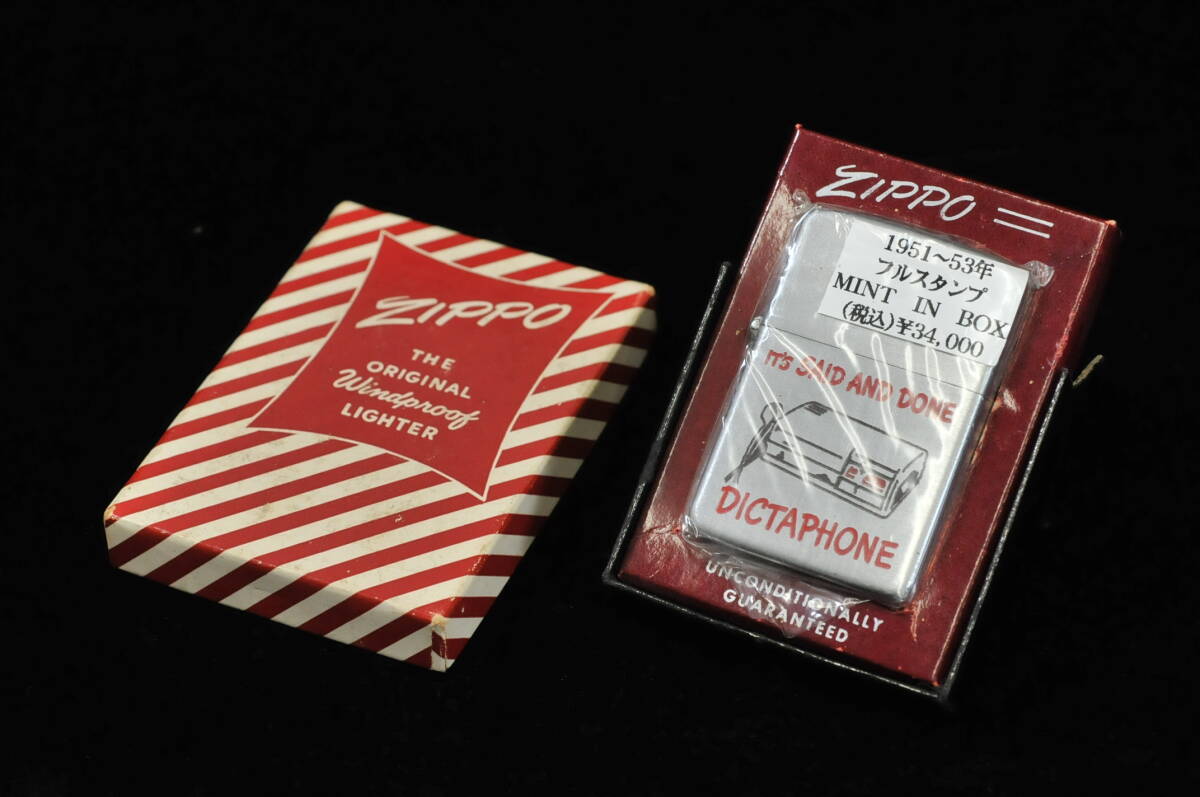 ZIPPO
THE
ORIGINAL
Windproof
LIGHTER
ZIPPO
1951~53年
フルスタンプ
MINT IN BOX
(税込)¥34,000
IT'S SAID AND DONE
DICTAPHONE
UNCONDITIONALLY
GUARANTEED